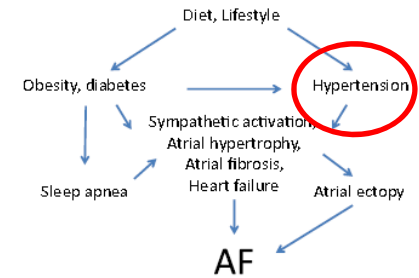 Diet, Lifestyle
Obesity, diabetes
Hypertension
Sympathetic activation,
Atrial hypertrophy,
Atrial fibrosis,
Heart failure
Sleep apnea
Atrial ectopy
AF